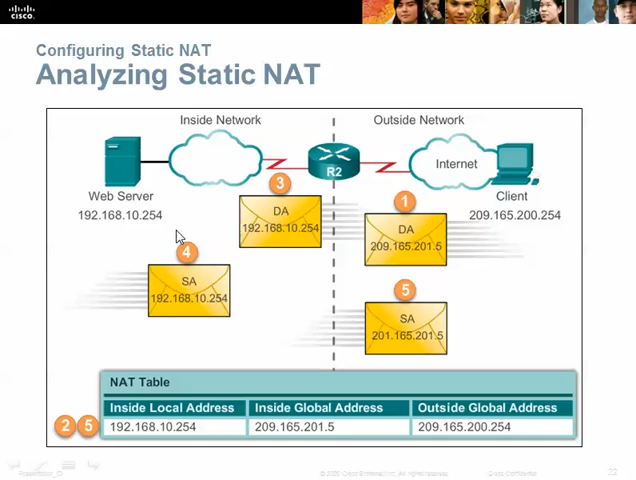 CISCO.
Configuring Static NAT
Analyzing Static NAT
Inside Network
Outside Network
R2
Internet
Web Server
192.168.10.254
Client
209.165.200.254
3
DA
192.168.10.254
1
DA
209.165.201.5
4
SA
192.168.10.254
5
SA
201.165.201.5
NAT Table
Inside Local Address Inside Global Address Outside Global Address
2 5 192.168.10.254 209.165.201.5 209.165.200.254
Presentation_ID
Cisco Confidential
22